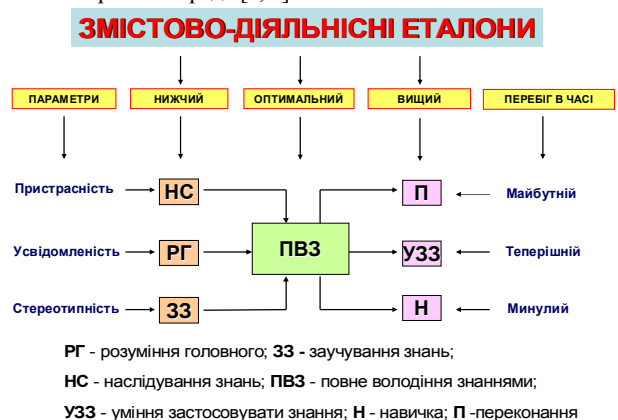 ЗМІСТОВО-ДІЯЛЬНІСНІ ЕТАЛОНИ
ПАРАМЕТРИ НИЖЧИЙ ОПТИМАЛЬНИЙ ВИЩИЙ ПЕРЕБІГ В ЧАСІ
Пристрасність НС П Майбутній
Усвідомленість РГ ПВЗ УЗЗ Теперішній
Стереотипність ЗЗ Н Минулий
РГ - розуміння головного; ЗЗ - заучування знань;
НС - наслідування знань; ПВЗ - повне володіння знаннями;
УЗЗ - уміння застосовувати знання; Н - навичка; П -переконання